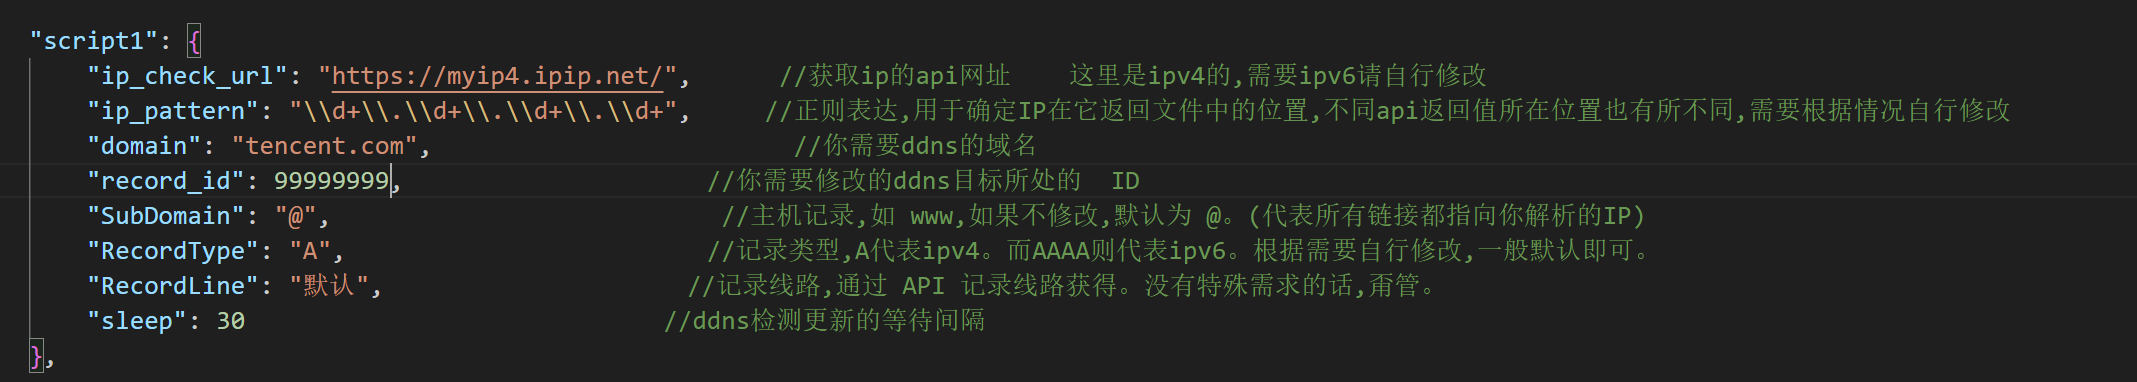 "script1": {
"ip_check_url": "https://myip4.ipip.net/", //获取ip的api网址 这里是ipv4的,需要ipv6请自行修改
"ip_pattern": "\\d+\\.\\d+\\.\\d+\\.\\d+", //正则表达,用于确定IP在它返回文件中的位置,不同api返回值所在位置也有所不同,需要根据情况自行修改
"domain": "tencent.com", //你需要ddns的域名
"record_id": 99999999, //你需要修改的ddns目标所处的 ID
"SubDomain": "@", //主机记录,如 www,如果不修改,默认为 @。(代表所有链接都指向你解析的IP)
"RecordType": "A", //记录类型,A代表ipv4。而AAAA则代表ipv6。根据需要自行修改,一般默认即可。
"RecordLine": "默认", //记录线路,通过 API 记录线路获得。没有特殊需求的话,甭管。
"sleep": 30 //ddns检测更新的等待间隔
},